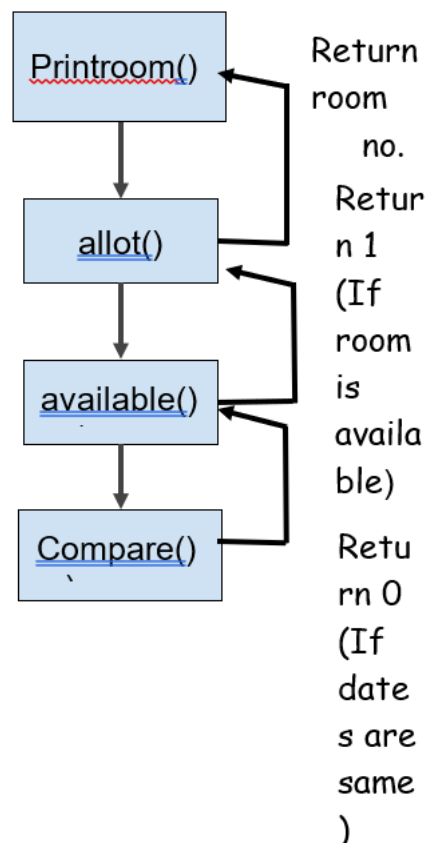 Printroom()
Return
room
no.
allot()
Retur
n 1
(If
room
is
availa
ble)
available()
Compare()
Retu
rn 0
(If
date
s are
same
)